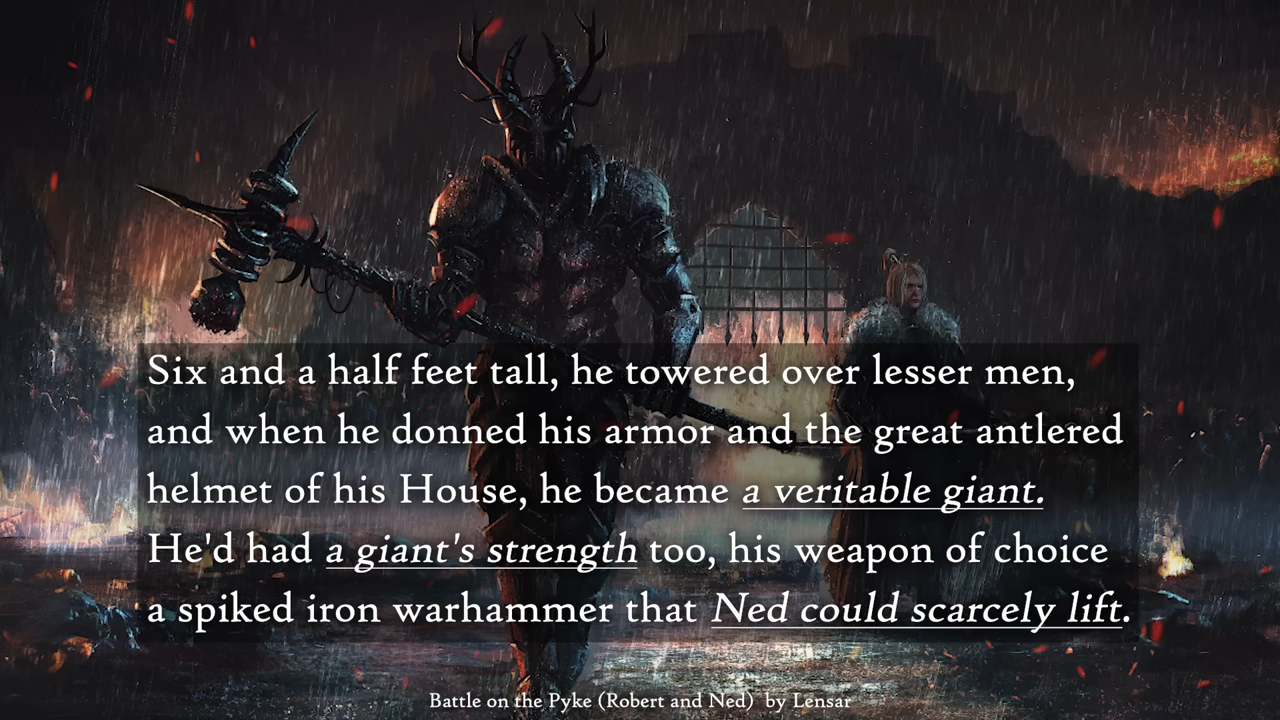 Six and a half feet tall, he towered over lesser men,
and when he donned his armor and the great antlered
helmet of his House, he became a veritable giant.
He'd had a giant's strength too, his weapon of choice
a spiked iron warhammer that Ned could scarcely lift.
Battle on the Pyke (Robert and Ned) by Lensar